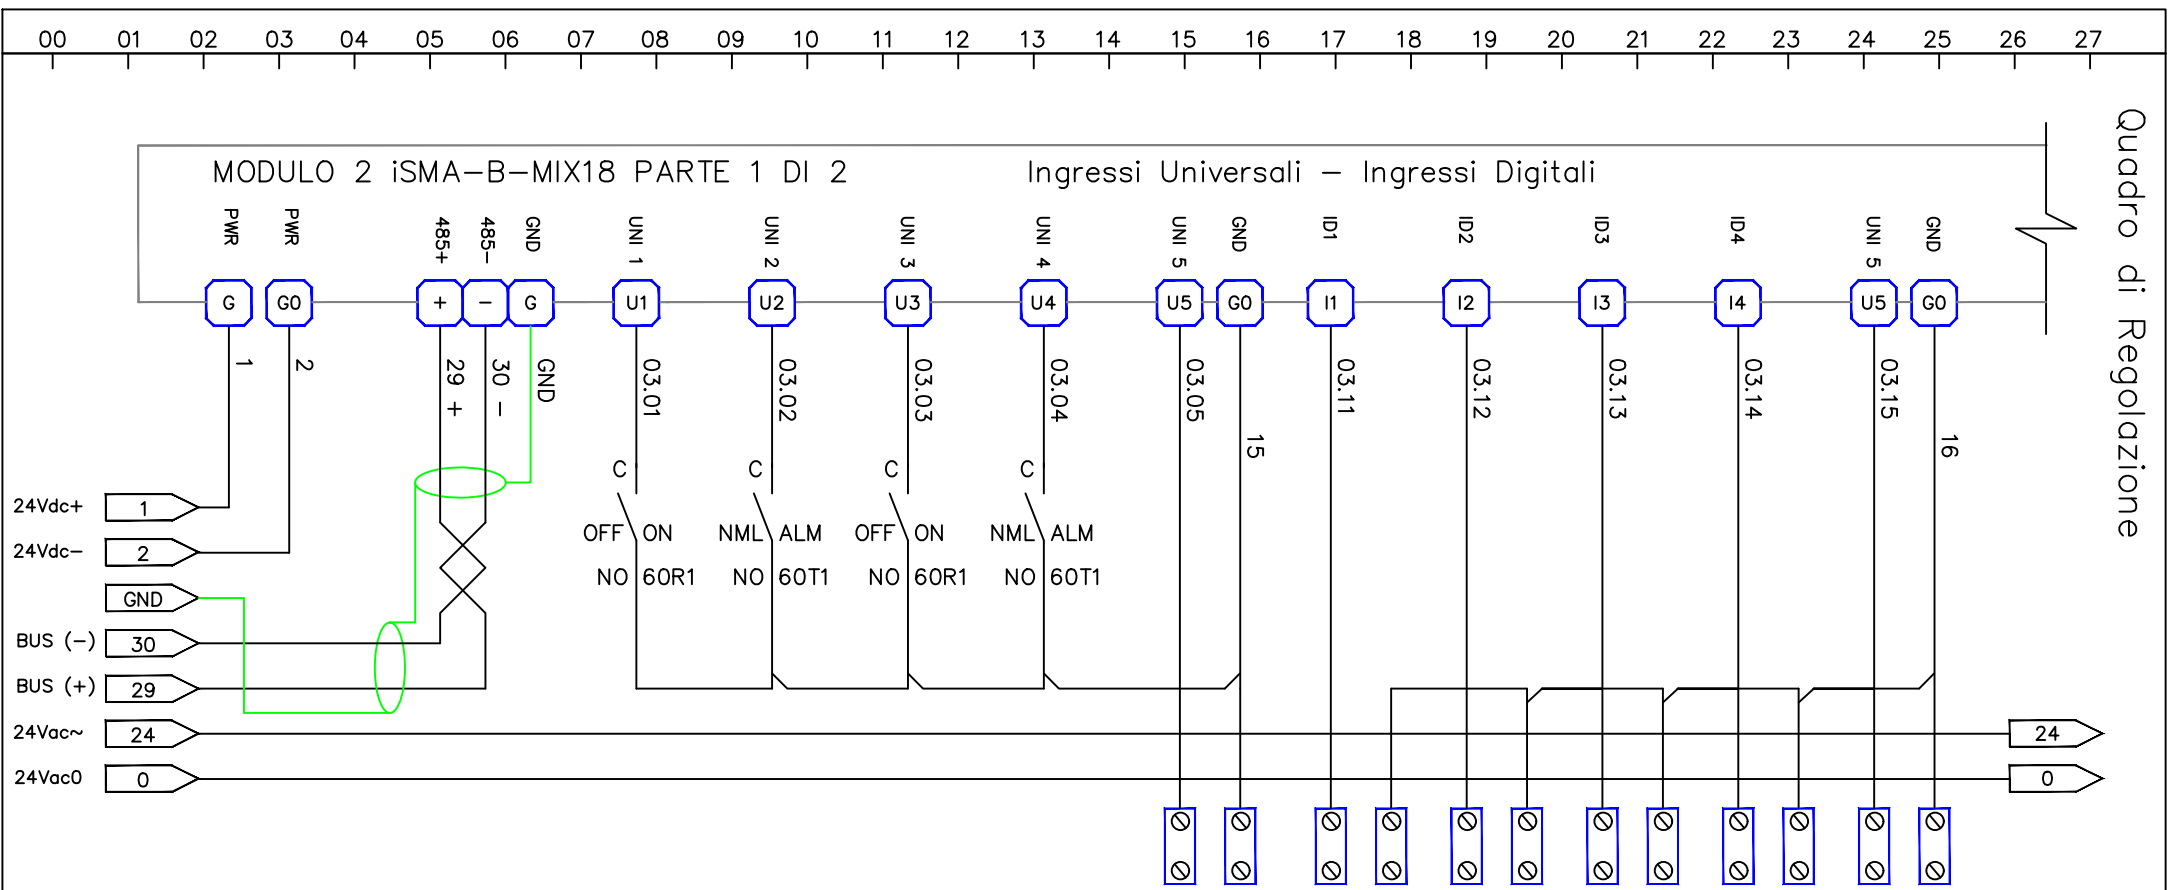 00 01 02 03 04 05 06 07 08 09 10 11 12 13 14 15 16 17 18 19 20 21 22 23 24 25 26 27
MODULO 2 iSMA-B-MIX18 PARTE 1 DI 2 Ingressi Universali - Ingressi Digitali
Quadro di Regolazione
PWR PWR 485+ 485- GND UNI 1 UNI 2 UNI 3 UNI 4 UNI 5 GND ID1 ID2 ID3 ID4 UNI 5 GND
G G0 + - G U1 U2 U3 U4 U5 G0 I1 I2 I3 I4 U5 G0
1 2 29 + 30 - GND 03.01 03.02 03.03 03.04 03.05 15 03.11 03.12 03.13 03.14 03.15 16
C C C C
OFF ON NML ALM OFF ON NML ALM
NO 60R1 NO 60T1 NO 60R1 NO 60T1
24Vdc+ 1
24Vdc- 2
GND
BUS (-) 30
BUS (+) 29
24Vac~ 24 24
24Vac0 0 0